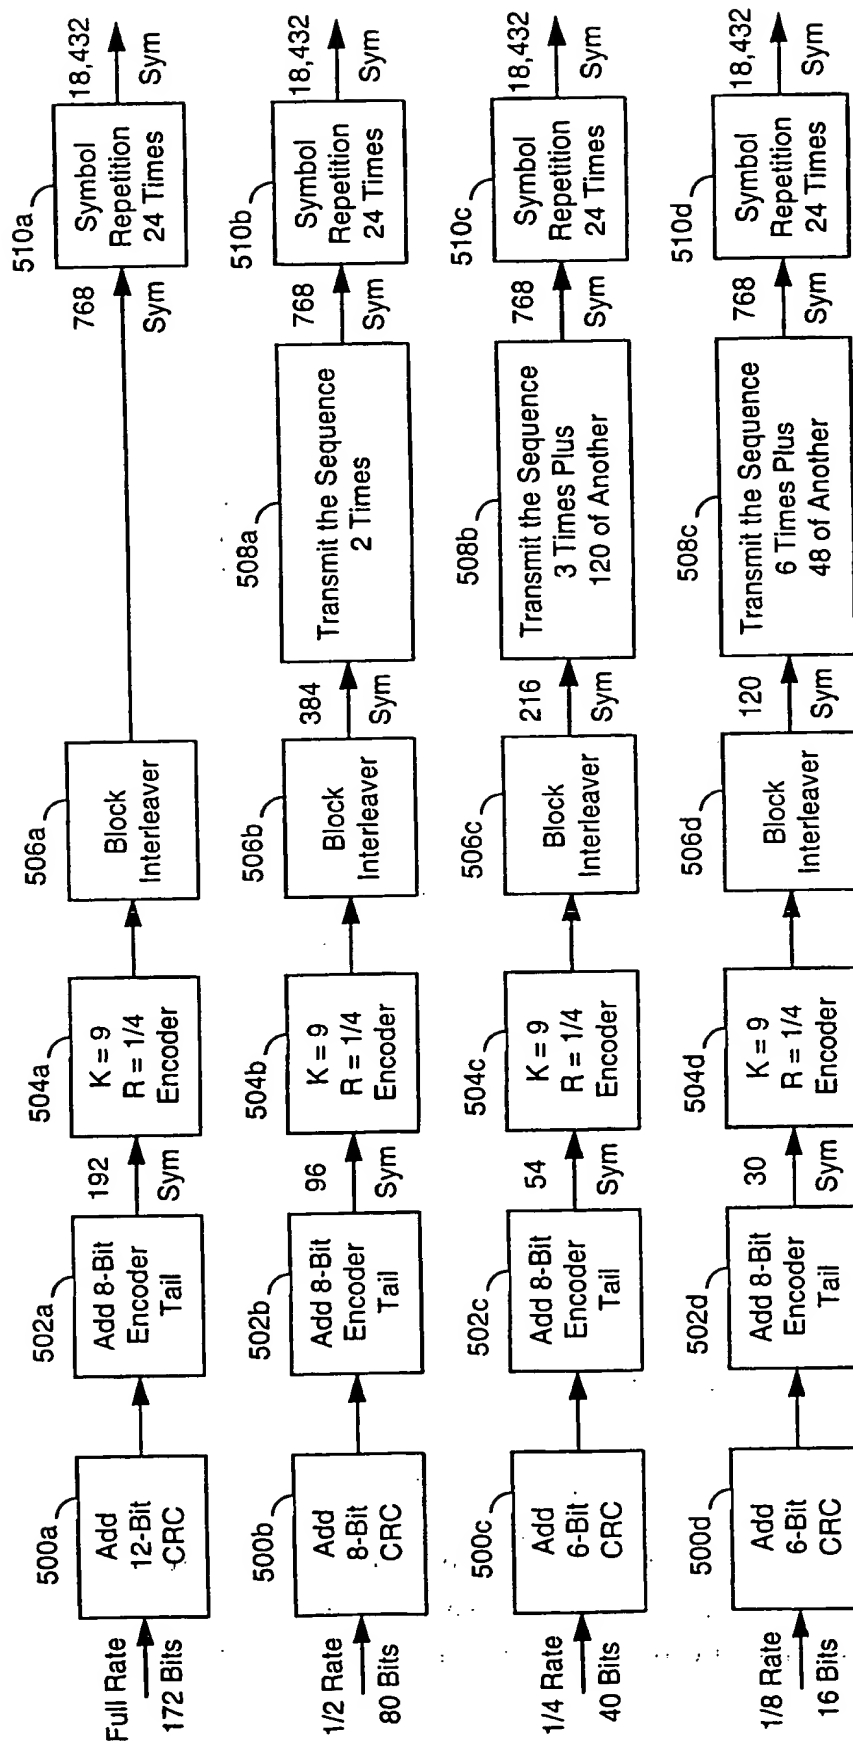 Full Rate
172 Bits
500a
Add
12-Bit
CRC
502a
Add 8-Bit
Encoder
Tail
192
Sym
504a
K = 9
R = 1/4
Encoder
506a
Block
Interleaver
768
Sym
510a
Symbol
Repetition
24 Times
18,432
Sym
1/2 Rate
80 Bits
500b
Add
8-Bit
CRC
502b
Add 8-Bit
Encoder
Tail
96
Sym
504b
K = 9
R = 1/4
Encoder
506b
Block
Interleaver
384
Sym
508a
Transmit the Sequence
2 Times
768
Sym
510b
Symbol
Repetition
24 Times
18,432
Sym
1/4 Rate
40 Bits
500c
Add
6-Bit
CRC
502c
Add 8-Bit
Encoder
Tail
54
Sym
504c
K = 9
R = 1/4
Encoder
506c
Block
Interleaver
216
Sym
508b
Transmit the Sequence
3 Times Plus
120 of Another
768
Sym
510c
Symbol
Repetition
24 Times
18,432
Sym
1/8 Rate
16 Bits
500d
Add
6-Bit
CRC
502d
Add 8-Bit
Encoder
Tail
30
Sym
504d
K = 9
R = 1/4
Encoder
506d
Block
Interleaver
120
Sym
508c
Transmit the Sequence
6 Times Plus
48 of Another
768
Sym
510d
Symbol
Repetition
24 Times
18,432
Sym